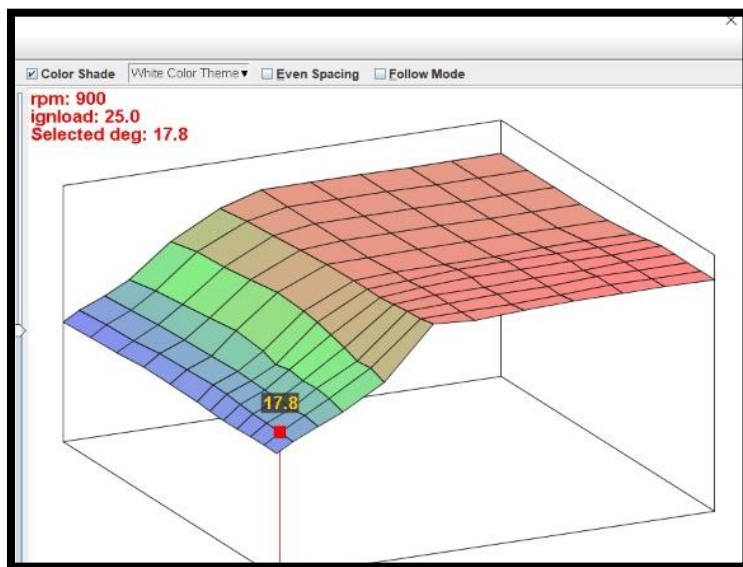 Color Shade White Color Theme Even Spacing Follow Mode
rpm: 900
ignload: 25.0
Selected deg: 17.8
17.8